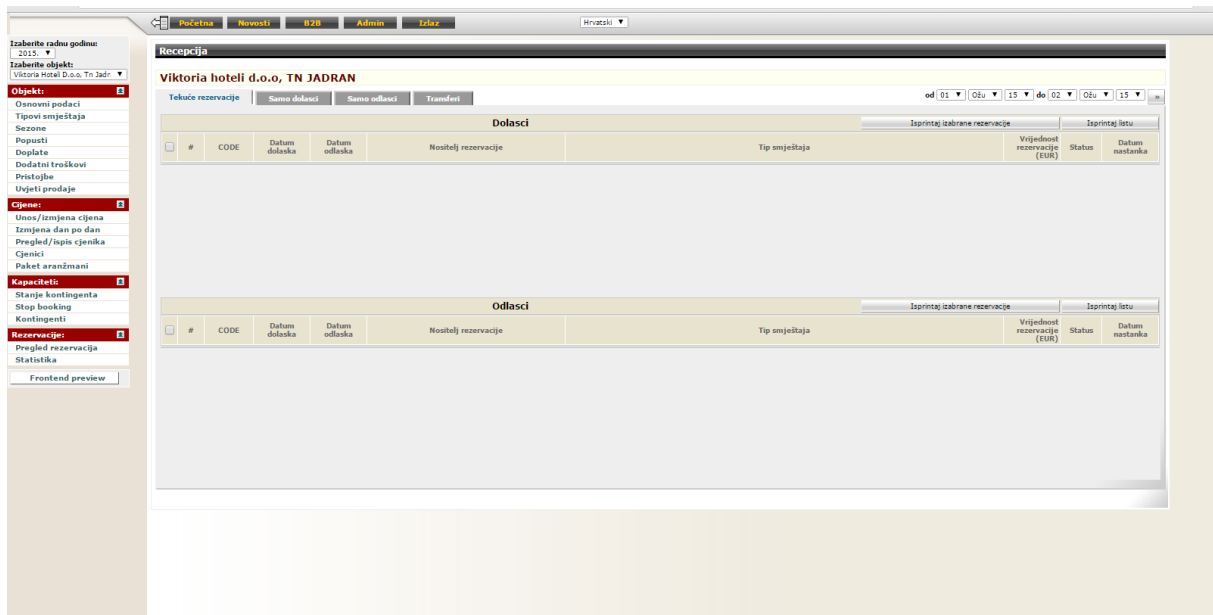 Početna Novosti B2B Admin Izlaz Hrvatski
Izaberite radnu godinu:
2015.
Izaberite objekt:
Viktoria Hoteli D.o.o, Tn Jadr
Objekt:
Osnovni podaci
Tipovi smještaja
Sezone
Popusti
Doplate
Dodatni troškovi
Pristojbe
Uvjeti prodaje
Cijene:
Unos/izmjena cijena
Izmjena dan po dan
Pregled/ispis cjenika
Cjenici
Paket aranžmani
Kapaciteti:
Stanje kontingenta
Stop booking
Kontingenti
Rezervacije:
Pregled rezervacija
Statistika
Frontend preview
Recepcija
Viktoria hoteli d.o.o, TN JADRAN
Tekuće rezervacije Samo dolasci Samo odlasci Transferi od 01 Ožu 15 do 02 Ožu 15 »
Dolasci Isprintaj izabrane rezervacije Isprintaj listu
# CODE Datum dolaska Datum odlaska Nositelj rezervacije Tip smještaja Vrijednost rezervacije (EUR) Status Datum nastanka
Odlasci Isprintaj izabrane rezervacije Isprintaj listu
# CODE Datum dolaska Datum odlaska Nositelj rezervacije Tip smještaja Vrijednost rezervacije (EUR) Status Datum nastanka